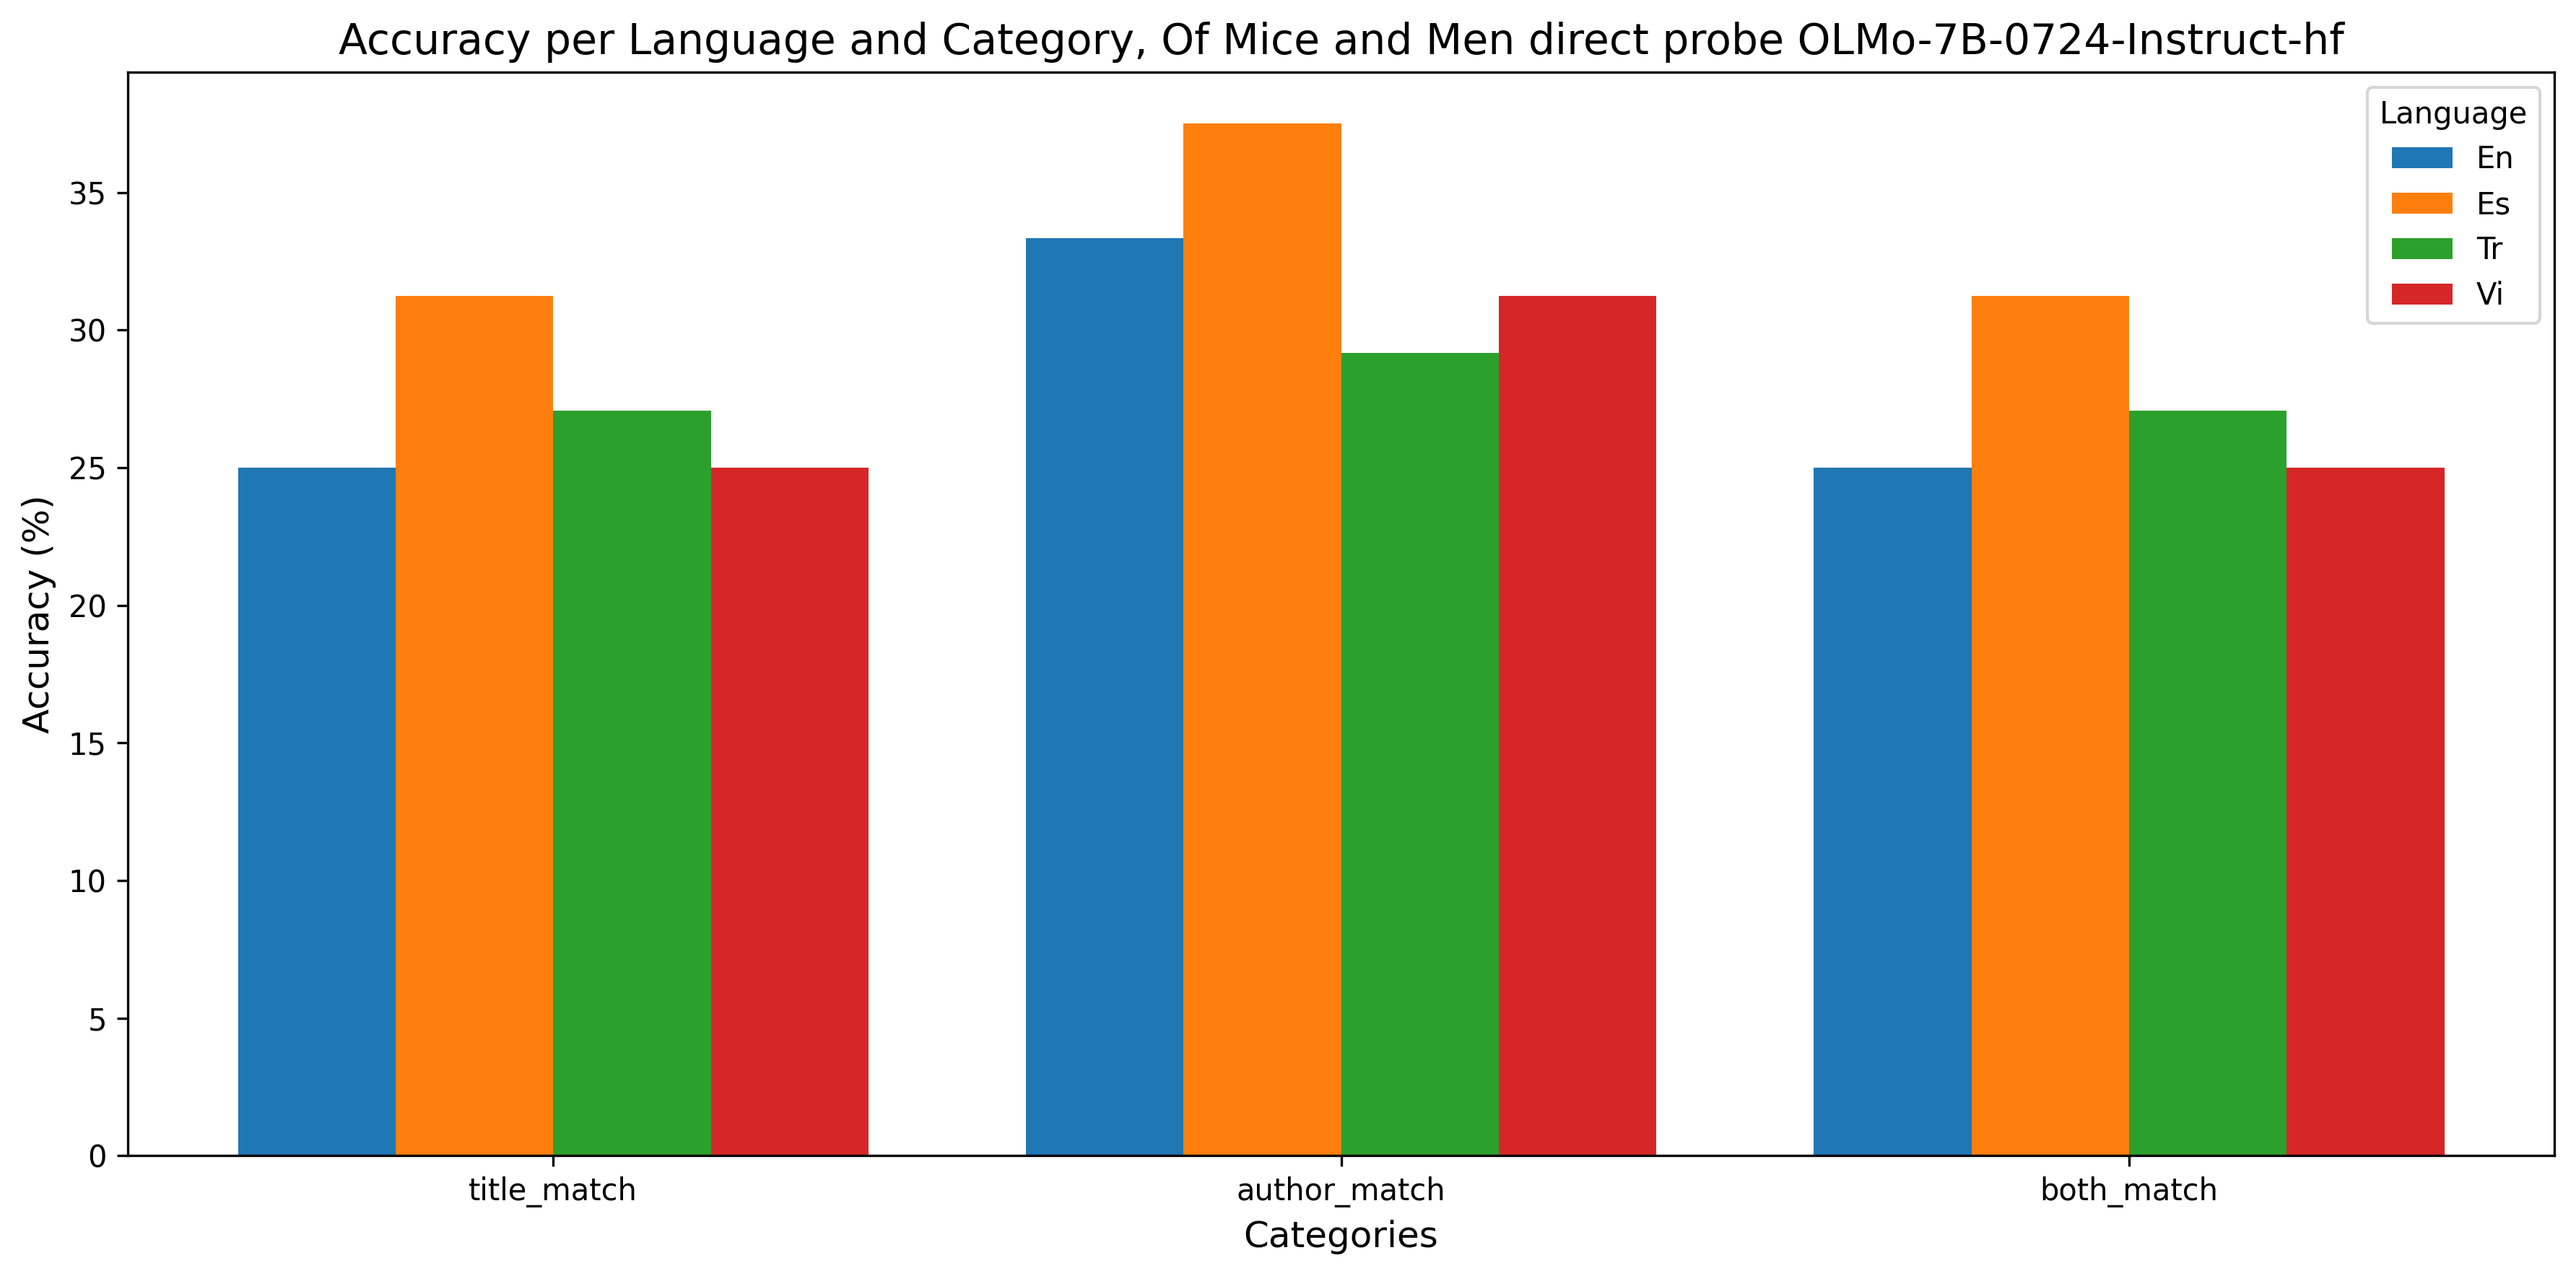 Accuracy per Language and Category, Of Mice and Men direct probe OLMo-7B-0724-Instruct-hf
Language
En
Es
Tr
Vi
Accuracy (%)
35
30
25
20
15
10
5
0
title_match author_match both_match
Categories